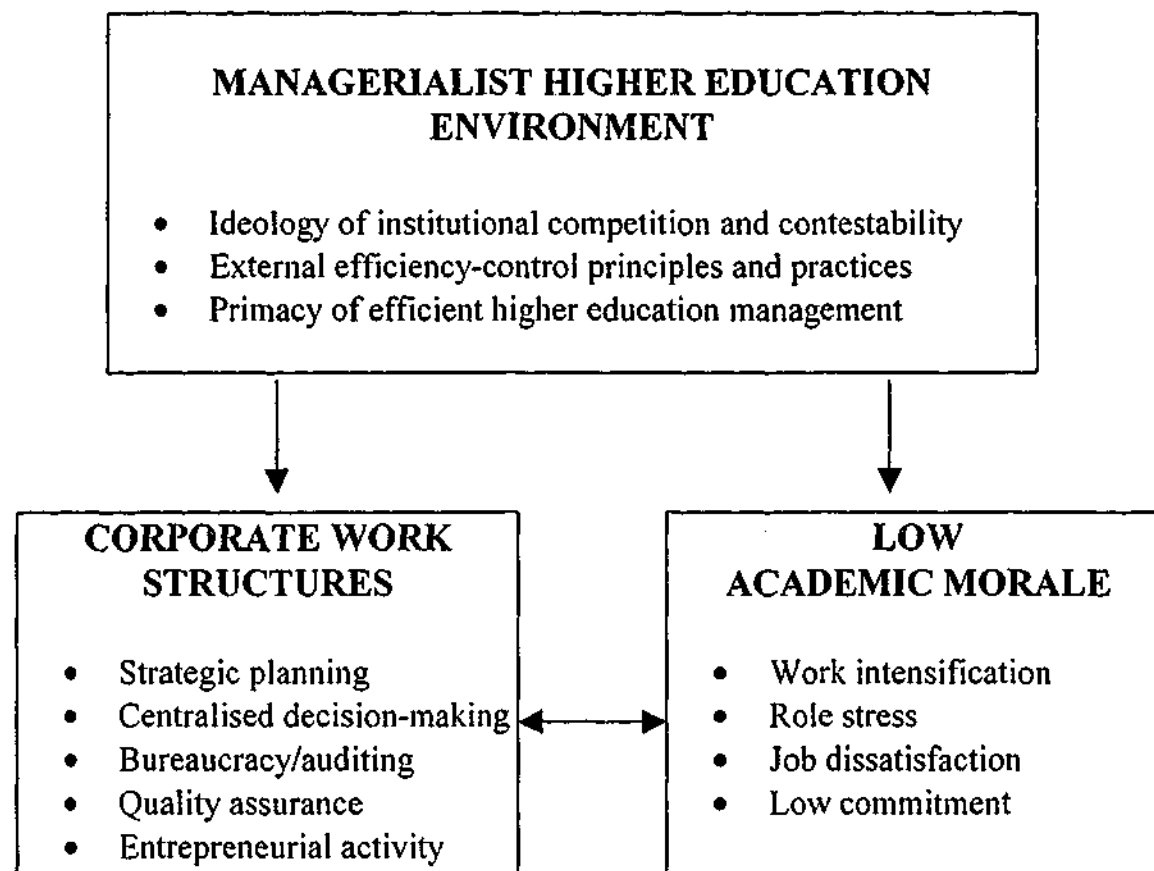 MANAGERIALIST HIGHER EDUCATION
ENVIRONMENT
• Ideology of institutional competition and contestability
• External efficiency-control principles and practices
• Primacy of efficient higher education management
CORPORATE WORK
STRUCTURES
• Strategic planning
• Centralised decision-making
• Bureaucracy/auditing
• Quality assurance
• Entrepreneurial activity
LOW
ACADEMIC MORALE
• Work intensification
• Role stress
• Job dissatisfaction
• Low commitment